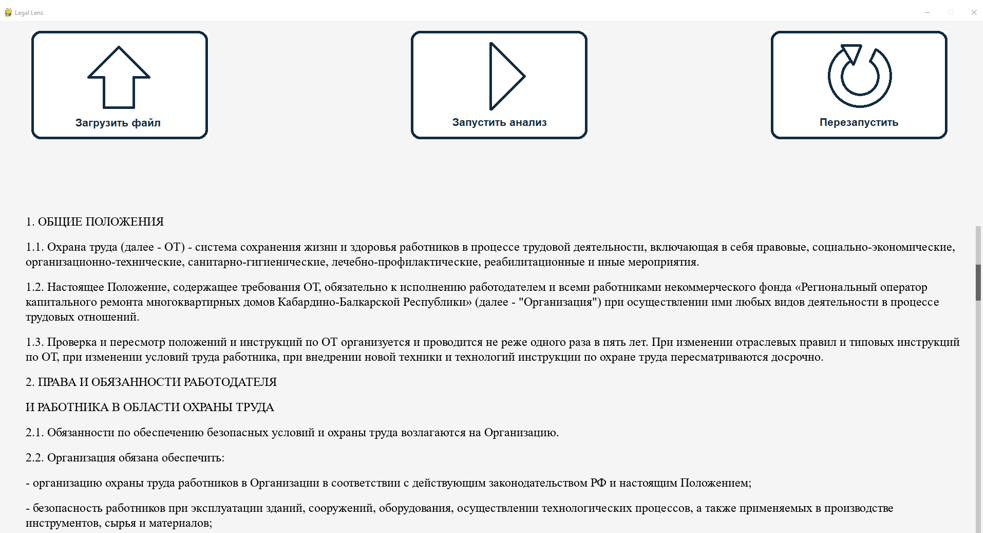 Legal Lens
Загрузить файл
Запустить анализ
Перезапустить
1. ОБЩИЕ ПОЛОЖЕНИЯ
1.1. Охрана труда (далее - ОТ) - система сохранения жизни и здоровья работников в процессе трудовой деятельности, включающая в себя правовые, социально-экономические,
организационно-технические, санитарно-гигиенические, лечебно-профилактические, реабилитационные и иные мероприятия.
1.2. Настоящее Положение, содержащее требования ОТ, обязательно к исполнению работодателем и всеми работниками некоммерческого фонда «Региональный оператор
капитального ремонта многоквартирных домов Кабардино-Балкарской Республики» (далее - "Организация") при осуществлении ими любых видов деятельности в процессе
трудовых отношений.
1.3. Проверка и пересмотр положений и инструкций по ОТ организуется и проводится не реже одного раза в пять лет. При изменении отраслевых правил и типовых инструкций
по ОТ, при изменении условий труда работника, при внедрении новой техники и технологий инструкции по охране труда пересматриваются досрочно.
2. ПРАВА И ОБЯЗАННОСТИ РАБОТОДАТЕЛЯ
И РАБОТНИКА В ОБЛАСТИ ОХРАНЫ ТРУДА
2.1. Обязанности по обеспечению безопасных условий и охраны труда возлагаются на Организацию.
2.2. Организация обязана обеспечить:
- организацию охраны труда работников в Организации в соответствии с действующим законодательством РФ и настоящим Положением;
- безопасность работников при эксплуатации зданий, сооружений, оборудования, осуществлении технологических процессов, а также применяемых в производстве
инструментов, сырья и материалов;